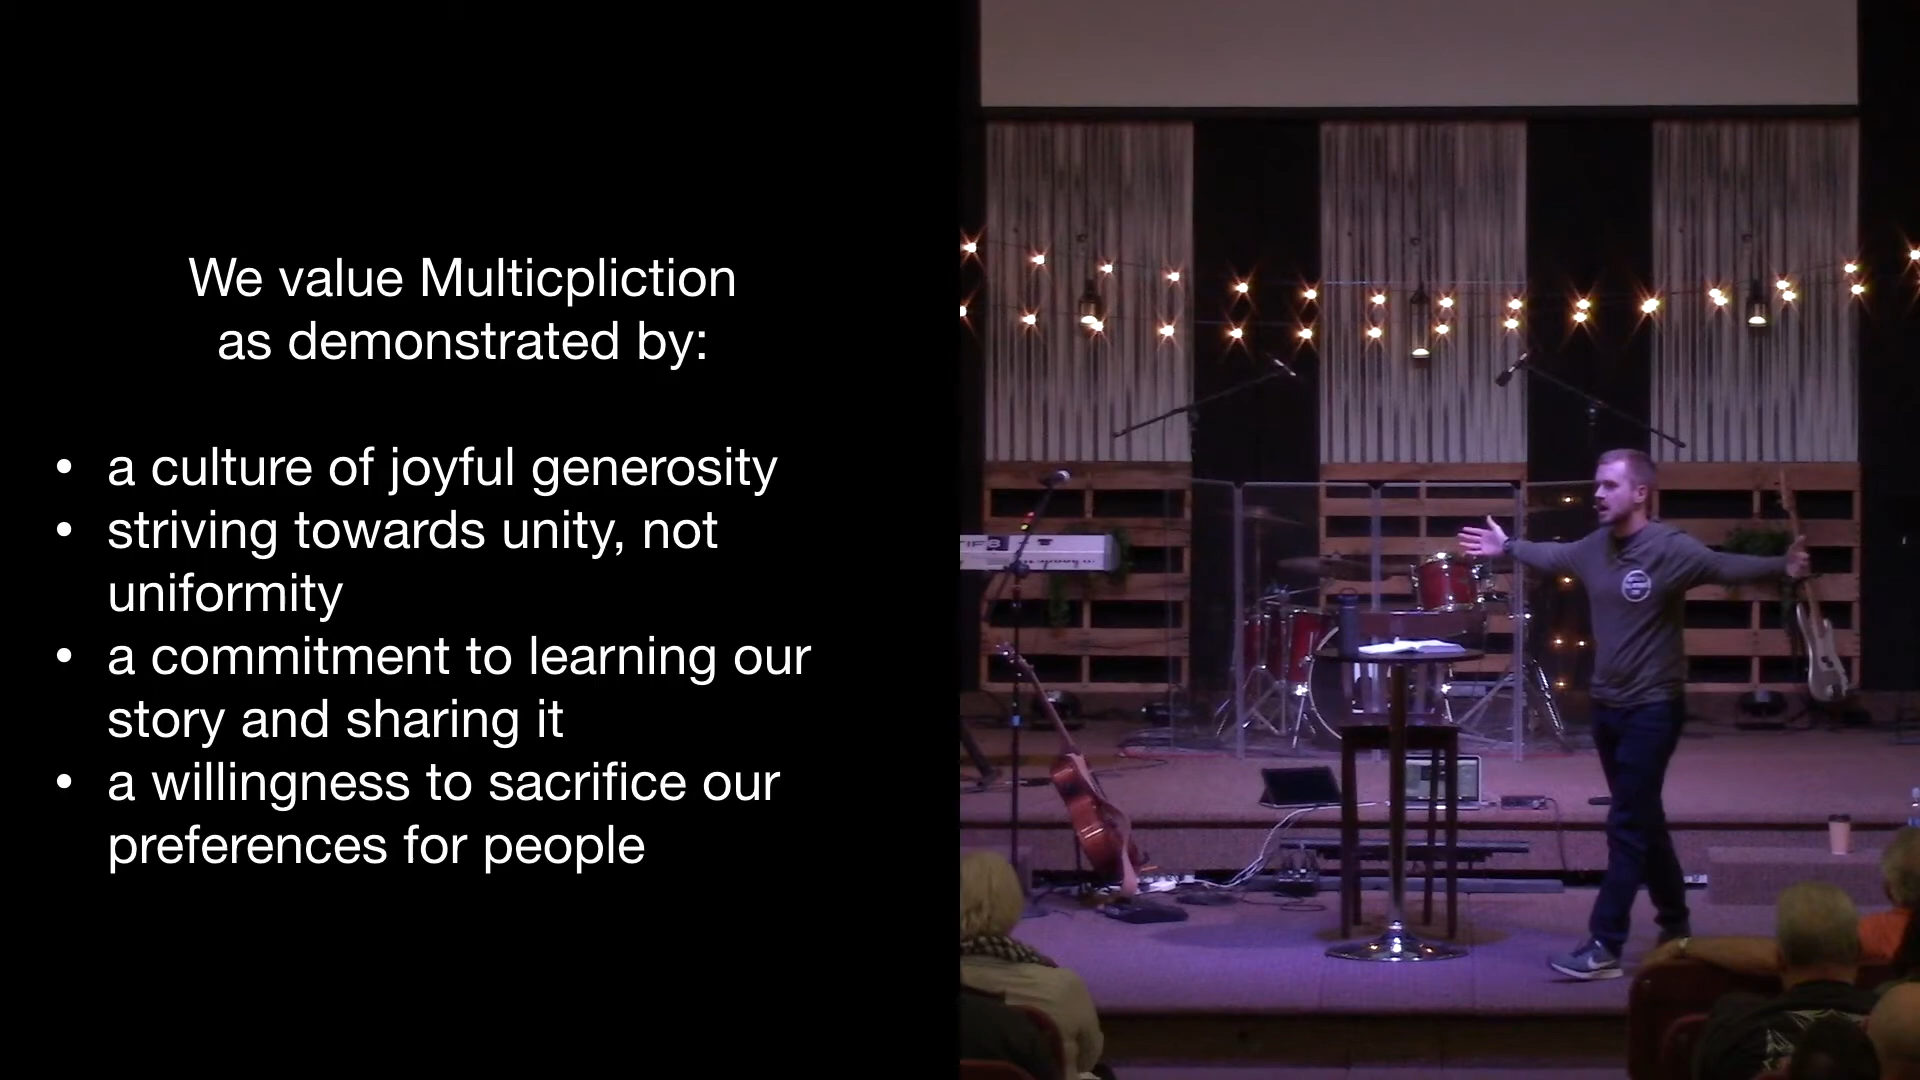 We value Multicpliction
as demonstrated by:
• a culture of joyful generosity
• striving towards unity, not
uniformity
• a commitment to learning our
story and sharing it
• a willingness to sacrifice our
preferences for people